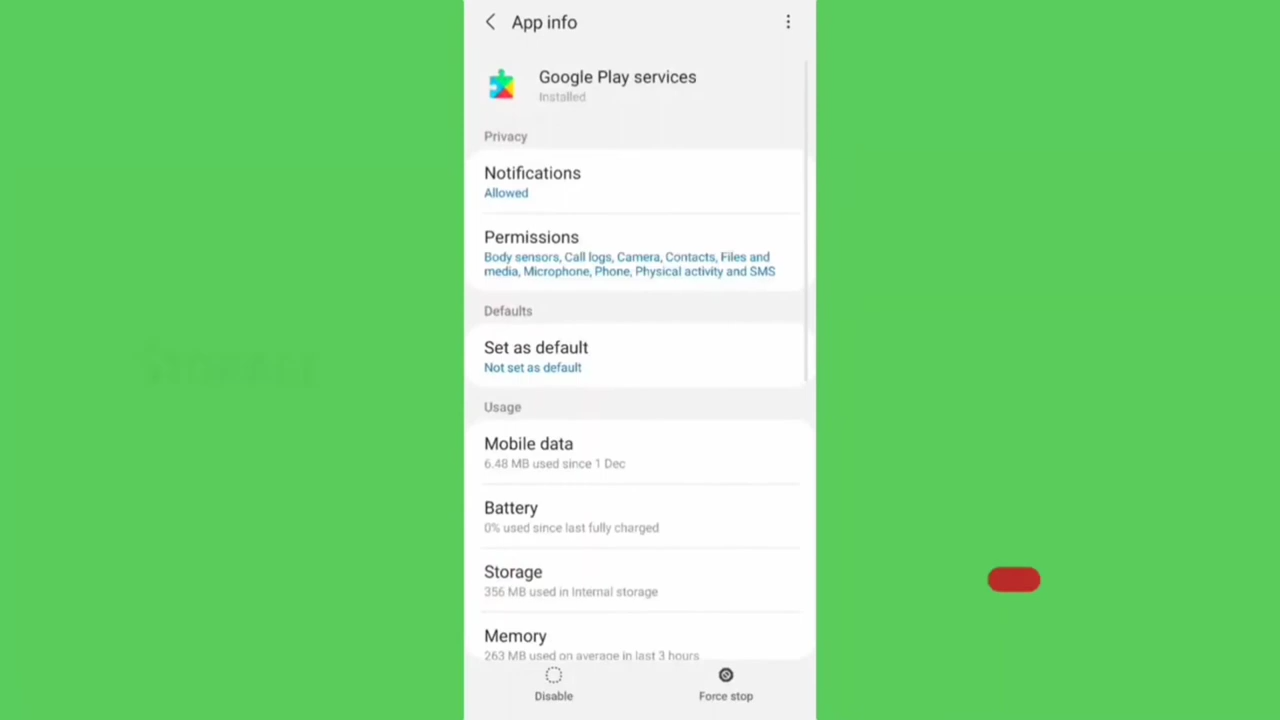 App info
Google Play services
Installed
Privacy
Notifications
Allowed
Permissions
Body sensors, Call logs, Camera, Contacts, Files and
media, Microphone, Phone, Physical activity and SMS
Defaults
Set as default
Not set as default
Usage
Mobile data
6.48 MB used since 1 Dec
Battery
0% used since last fully charged
Storage
356 MB used in Internal storage
Memory
263 MB used on average in last 3 hours
Disable
Force stop